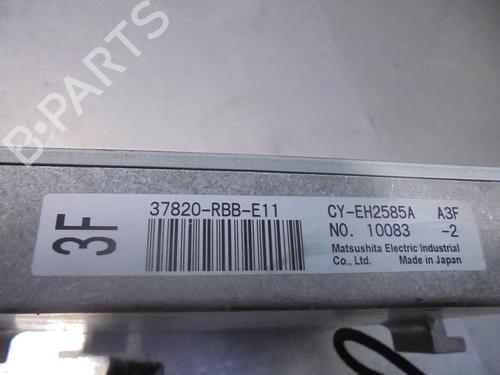 B-PARTS
3F
37820-RBB-E11
CY-EH2585A A3F
NO. 10083 -2
Matsushita Electric Industrial
Co., Ltd. Made in Japan